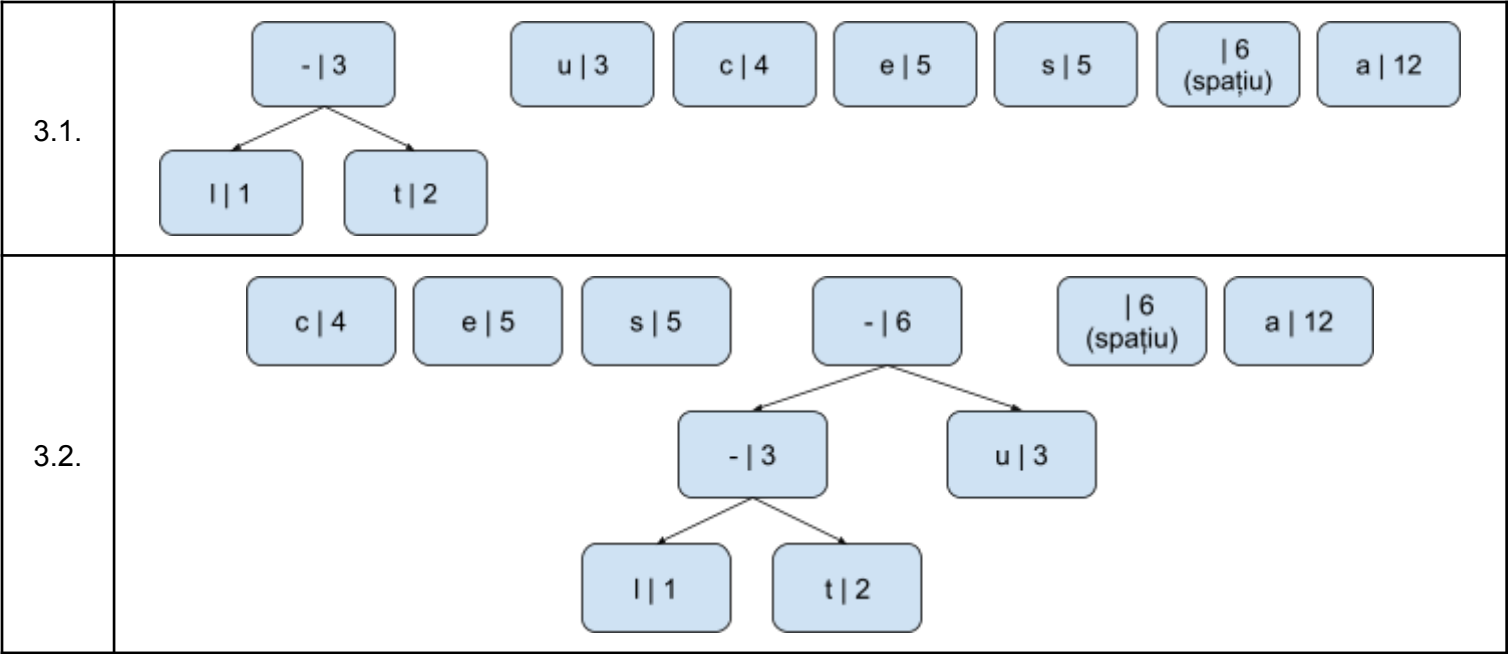 3.1.
- | 3
u | 3
c | 4
e | 5
s | 5
| 6
(spațiu)
a | 12
l | 1
t | 2
3.2.
c | 4
e | 5
s | 5
- | 6
| 6
(spațiu)
a | 12
- | 3
u | 3
l | 1
t | 2